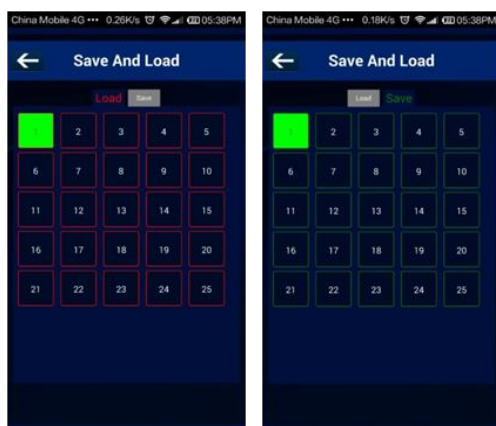 China Mobile 4G ••• 0.26K/s 05:38PM
Save And Load
Load Save
1 2 3 4 5
6 7 8 9 10
11 12 13 14 15
16 17 18 19 20
21 22 23 24 25
China Mobile 4G ••• 0.18K/s 05:38PM
Save And Load
Load Save
1 2 3 4 5
6 7 8 9 10
11 12 13 14 15
16 17 18 19 20
21 22 23 24 25